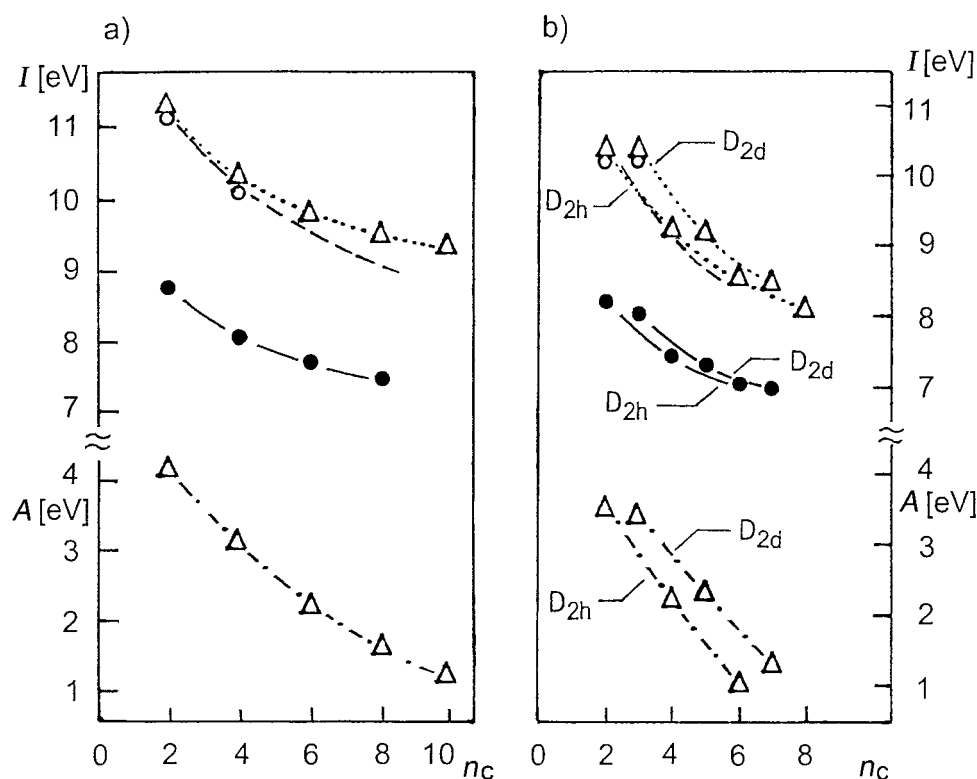 a)
I [eV]
11
10
9
8
7
≈
4
A [eV]
3
2
1
0 2 4 6 8 10 n_c
b)
I [eV]
11
D_2d
10
D_2h
9
8
D_2d
7
D_2h
≈
4
A [eV]
D_2d
3
D_2h
2
1
0 2 4 6 8 n_c